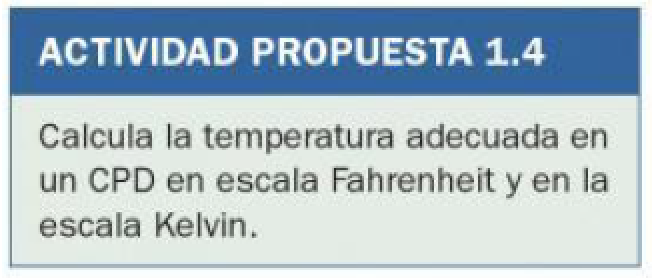 ACTIVIDAD PROPUESTA 1.4
Calcula la temperatura adecuada en
un CPD en escala Fahrenheit y en la
escala Kelvin.